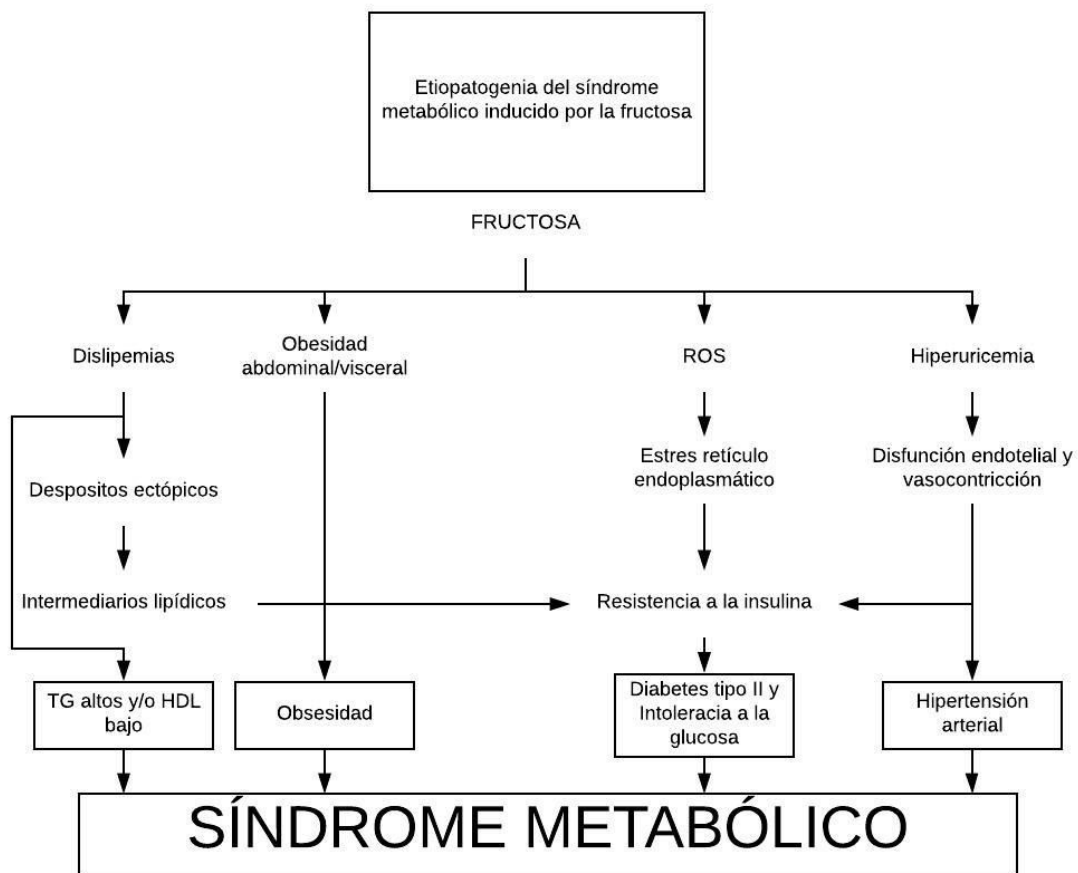 Etiopatogenia del síndrome
metabólico inducido por la fructosa
FRUCTOSA
Dislipemias
Obesidad
abdominal/visceral
ROS
Hiperuricemia
Despositos ectópicos
Estres retículo
endoplasmático
Disfunción endotelial y
vasocontricción
Intermediarios lipídicos
Resistencia a la insulina
TG altos y/o HDL
bajo
Obsesidad
Diabetes tipo II y
Intoleracia a la
glucosa
Hipertensión
arterial
SÍNDROME METABÓLICO